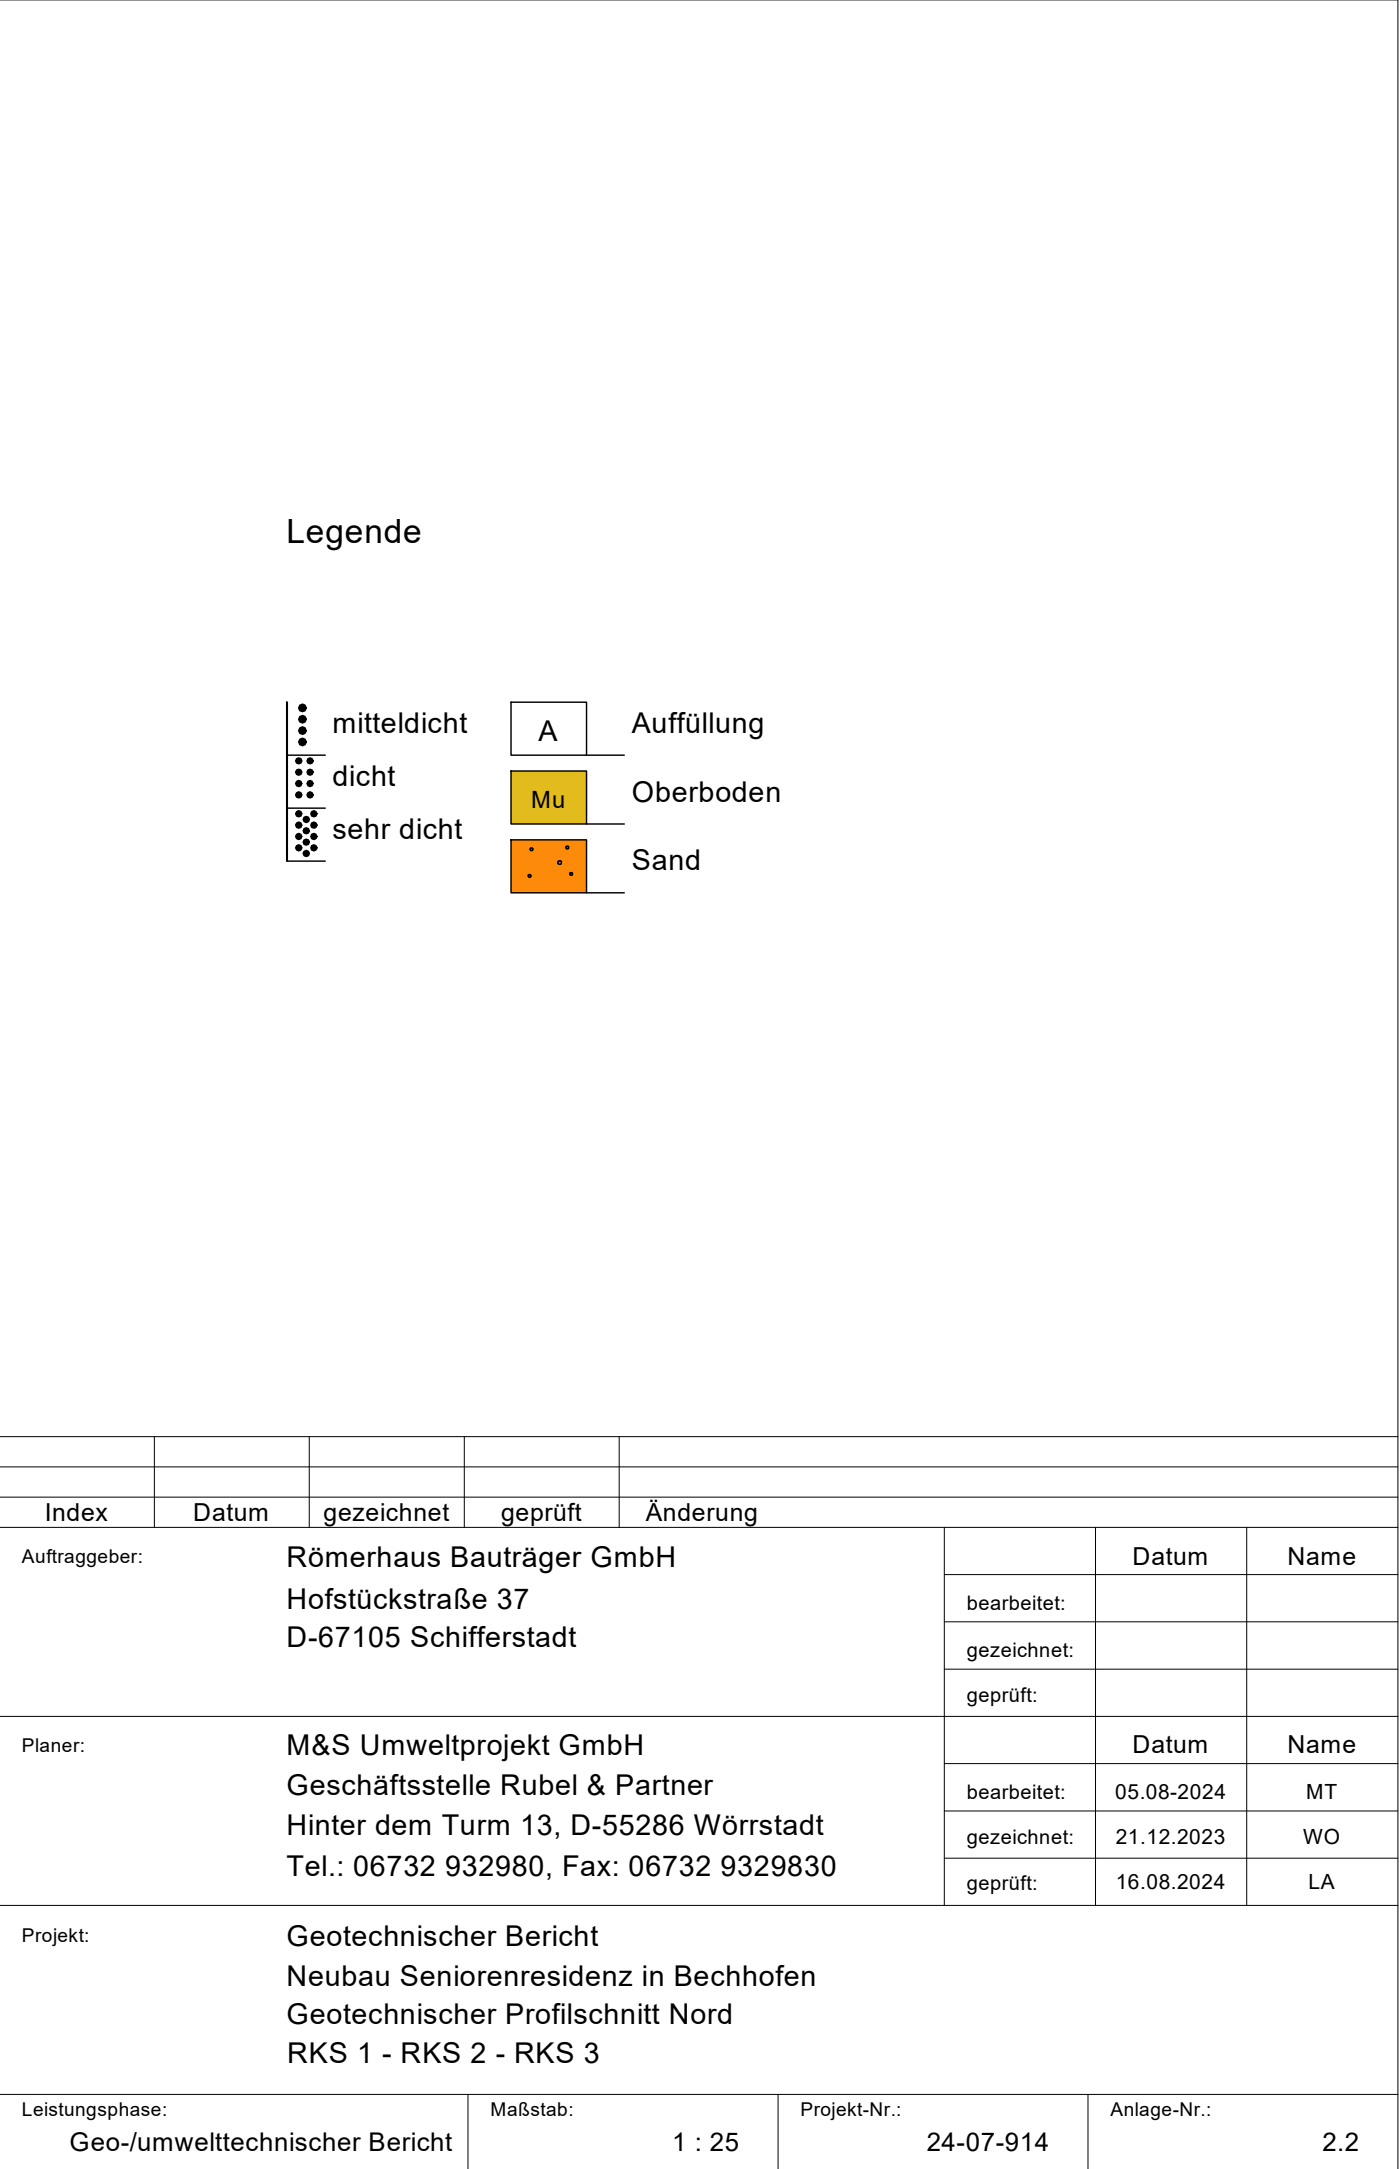 Legende
mitteldicht
dicht
sehr dicht
A Auffüllung
Mu Oberboden
Sand
Index Datum gezeichnet geprüft Änderung
Auftraggeber:
Römerhaus Bauträger GmbH
Hofstückstraße 37
D-67105 Schifferstadt
Datum Name
bearbeitet:
gezeichnet:
geprüft:
Planer:
M&S Umweltprojekt GmbH
Geschäftsstelle Rubel & Partner
Hinter dem Turm 13, D-55286 Wörrstadt
Tel.: 06732 932980, Fax: 06732 9329830
Datum Name
bearbeitet: 05.08-2024 MT
gezeichnet: 21.12.2023 WO
geprüft: 16.08.2024 LA
Projekt:
Geotechnischer Bericht
Neubau Seniorenresidenz in Bechhofen
Geotechnischer Profilschnitt Nord
RKS 1 - RKS 2 - RKS 3
Leistungsphase:
Geo-/umwelttechnischer Bericht
Maßstab:
1 : 25
Projekt-Nr.:
24-07-914
Anlage-Nr.:
2.2